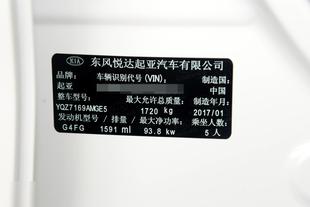 KIA 东风悦达起亚汽车有限公司
品牌: 车辆识别代号(VIN): 制造国:
起亚 中国
整车型号: 最大允许总质量: 制造年月:
YQZ7169AMGE5 1720 kg 2017/01
发动机型号 / 排量 / 最大净功率: 乘坐人数:
G4FG 1591 ml 93.8 kw 5 人